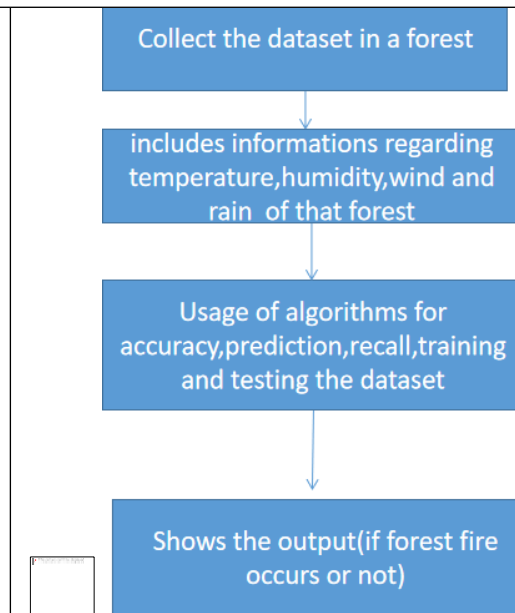 Collect the dataset in a forest
includes informations regarding
temperature,humidity,wind and
rain of that forest
Usage of algorithms for
accuracy,prediction,recall,training
and testing the dataset
Shows the output(if forest fire
occurs or not)